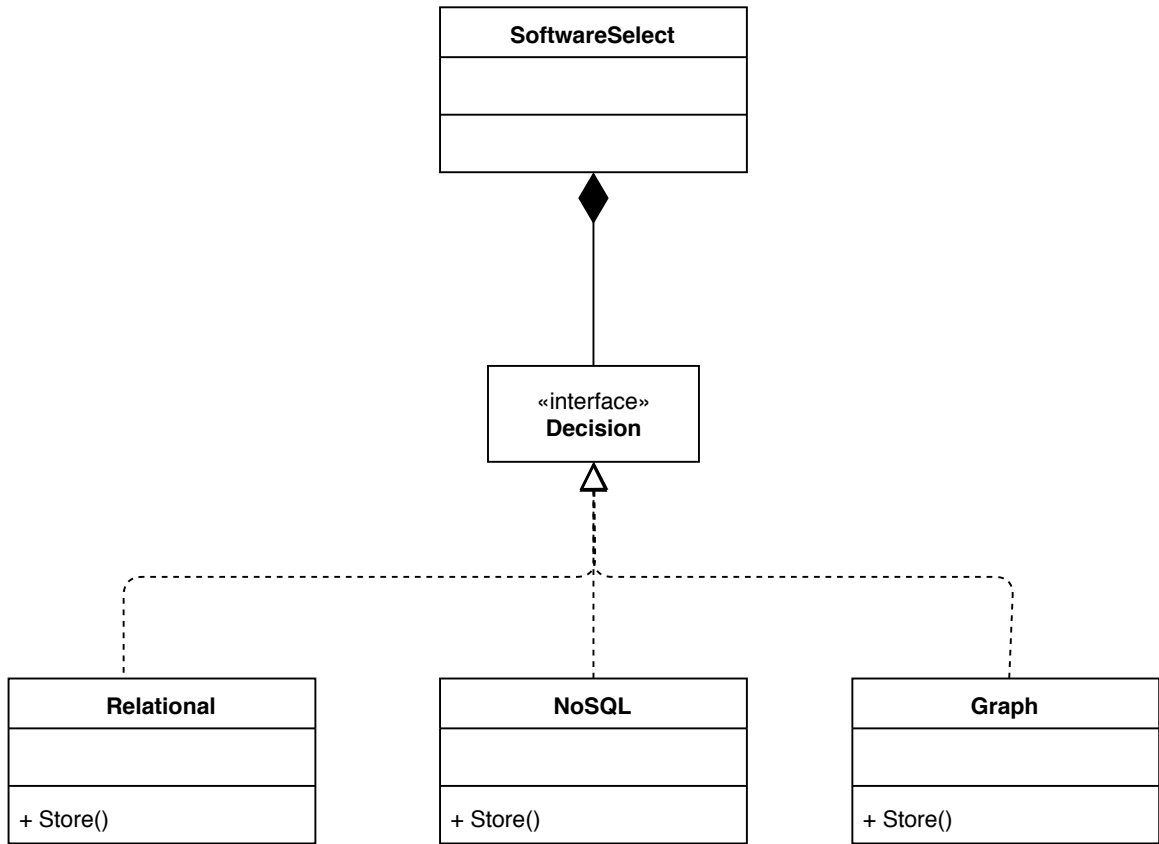 SoftwareSelect
«interface»
Decision
Relational
NoSQL
Graph
+ Store()
+ Store()
+ Store()